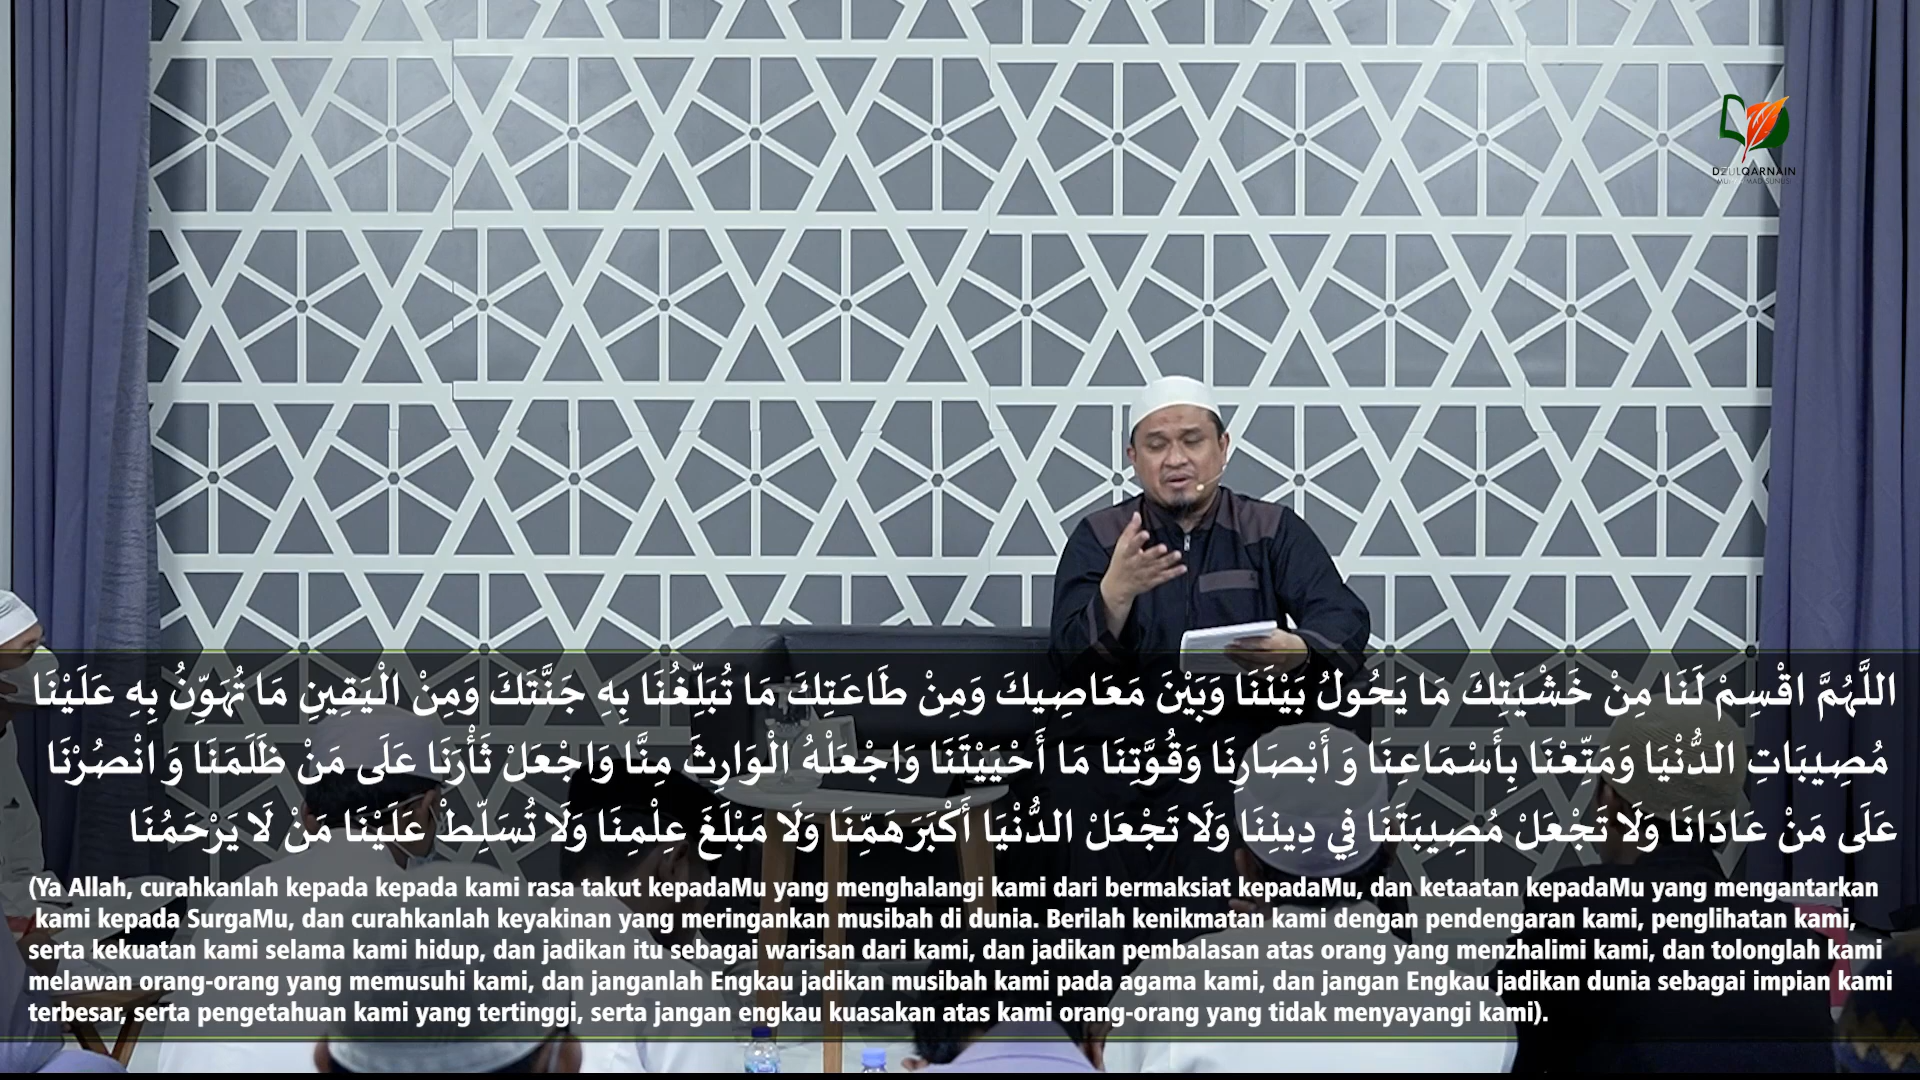 DZULQARNAIN
اللَّهُمَّ اقْسِمْ لَنَا مِنْ خَشْيَتِكَ مَا يَحُولُ بَيْنَنَا وَبَيْنَ مَعَاصِيكَ وَمِنْ طَاعَتِكَ مَا تُبَلِّغُنَا بِهِ جَنَّتَكَ وَمِنْ الْيَقِينِ مَا تُهَوِّنُ بِهِ عَلَيْنَا
مُصِيبَاتِ الدُّنْيَا وَمَتِّعْنَا بِأَسْمَاعِنَا وَأَبْصَارِنَا وَقُوَّتِنَا مَا أَحْيَيْتَنَا وَاجْعَلْهُ الْوَارِثَ مِنَّا وَاجْعَلْ ثَأْرَنَا عَلَى مَنْ ظَلَمَنَا وَانْصُرْنَا
عَلَى مَنْ عَادَانَا وَلَا تَجْعَلْ مُصِيبَتَنَا فِي دِينِنَا وَلَا تَجْعَلْ الدُّنْيَا أَكْبَرَ هَمِّنَا وَلَا مَبْلَغَ عِلْمِنَا وَلَا تُسَلِّطْ عَلَيْنَا مَنْ لَا يَرْحَمُنَا
(Ya Allah, curahkanlah kepada kepada kami rasa takut kepadaMu yang menghalangi kami dari bermaksiat kepadaMu, dan ketaatan kepadaMu yang mengantarkan
kami kepada SurgaMu, dan curahkanlah keyakinan yang meringankan musibah di dunia. Berilah kenikmatan kami dengan pendengaran kami, penglihatan kami,
serta kekuatan kami selama kami hidup, dan jadikan itu sebagai warisan dari kami, dan jadikan pembalasan atas orang yang menzhalimi kami, dan tolonglah kami
melawan orang-orang yang memusuhi kami, dan janganlah Engkau jadikan musibah kami pada agama kami, dan jangan Engkau jadikan dunia sebagai impian kami
terbesar, serta pengetahuan kami yang tertinggi, serta jangan engkau kuasakan atas kami orang-orang yang tidak menyayangi kami).